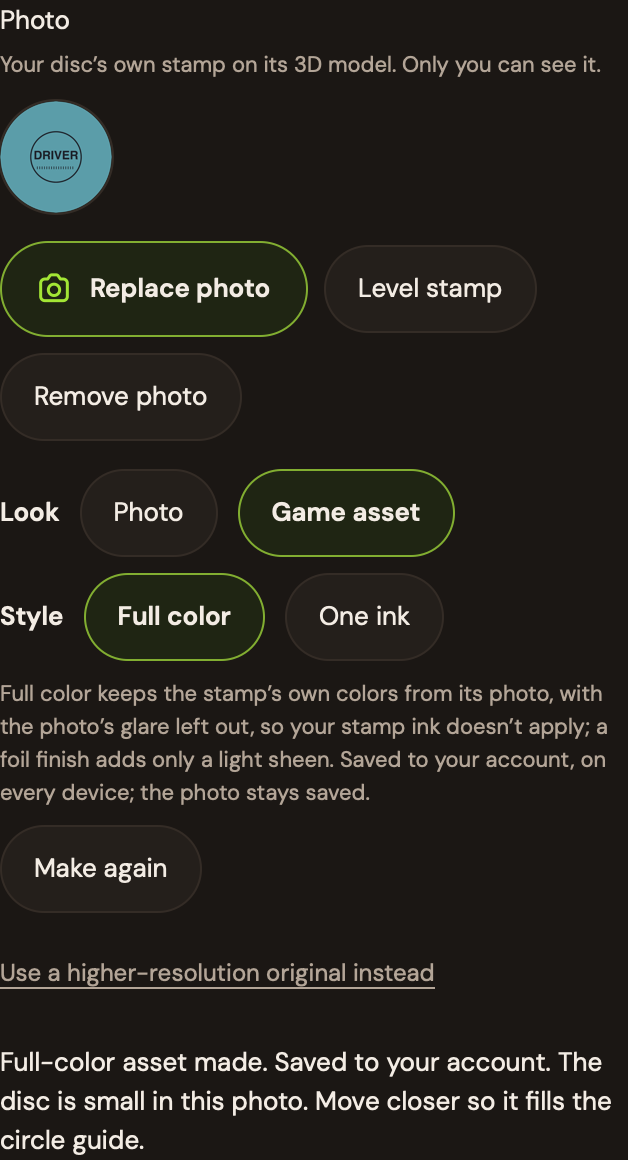 Photo
Your disc’s own stamp on its 3D model. Only you can see it.
DRIVER
Replace photo
Level stamp
Remove photo
Look
Photo
Game asset
Style
Full color
One ink
Full color keeps the stamp’s own colors from its photo, with
the photo’s glare left out, so your stamp ink doesn’t apply; a
foil finish adds only a light sheen. Saved to your account, on
every device; the photo stays saved.
Make again
Use a higher-resolution original instead
Full-color asset made. Saved to your account. The
disc is small in this photo. Move closer so it fills the
circle guide.